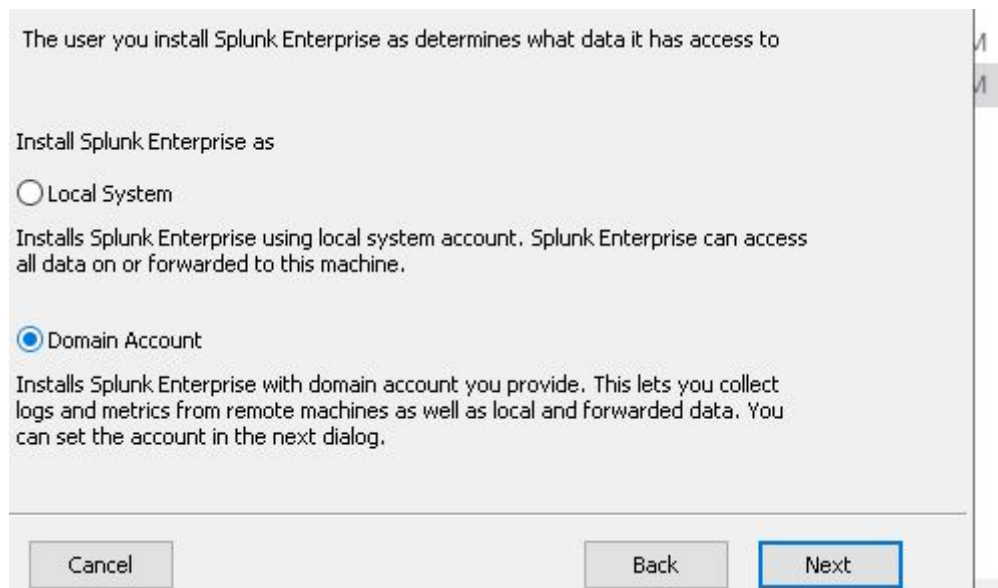 The user you install Splunk Enterprise as determines what data it has access to
Install Splunk Enterprise as
Local System
Installs Splunk Enterprise using local system account. Splunk Enterprise can access
all data on or forwarded to this machine.
Domain Account
Installs Splunk Enterprise with domain account you provide. This lets you collect
logs and metrics from remote machines as well as local and forwarded data. You
can set the account in the next dialog.
Cancel Back Next